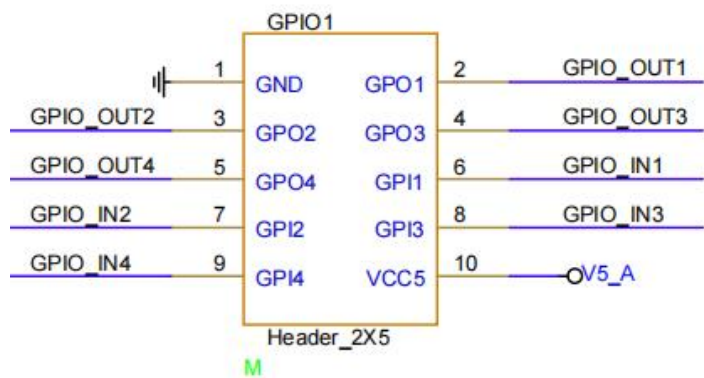 GPIO1
1 GND GPO1 2 GPIO_OUT1
GPIO_OUT2 3 GPO2 GPO3 4 GPIO_OUT3
GPIO_OUT4 5 GPO4 GPI1 6 GPIO_IN1
GPIO_IN2 7 GPI2 GPI3 8 GPIO_IN3
GPIO_IN4 9 GPI4 VCC5 10 V5_A
Header_2X5
M